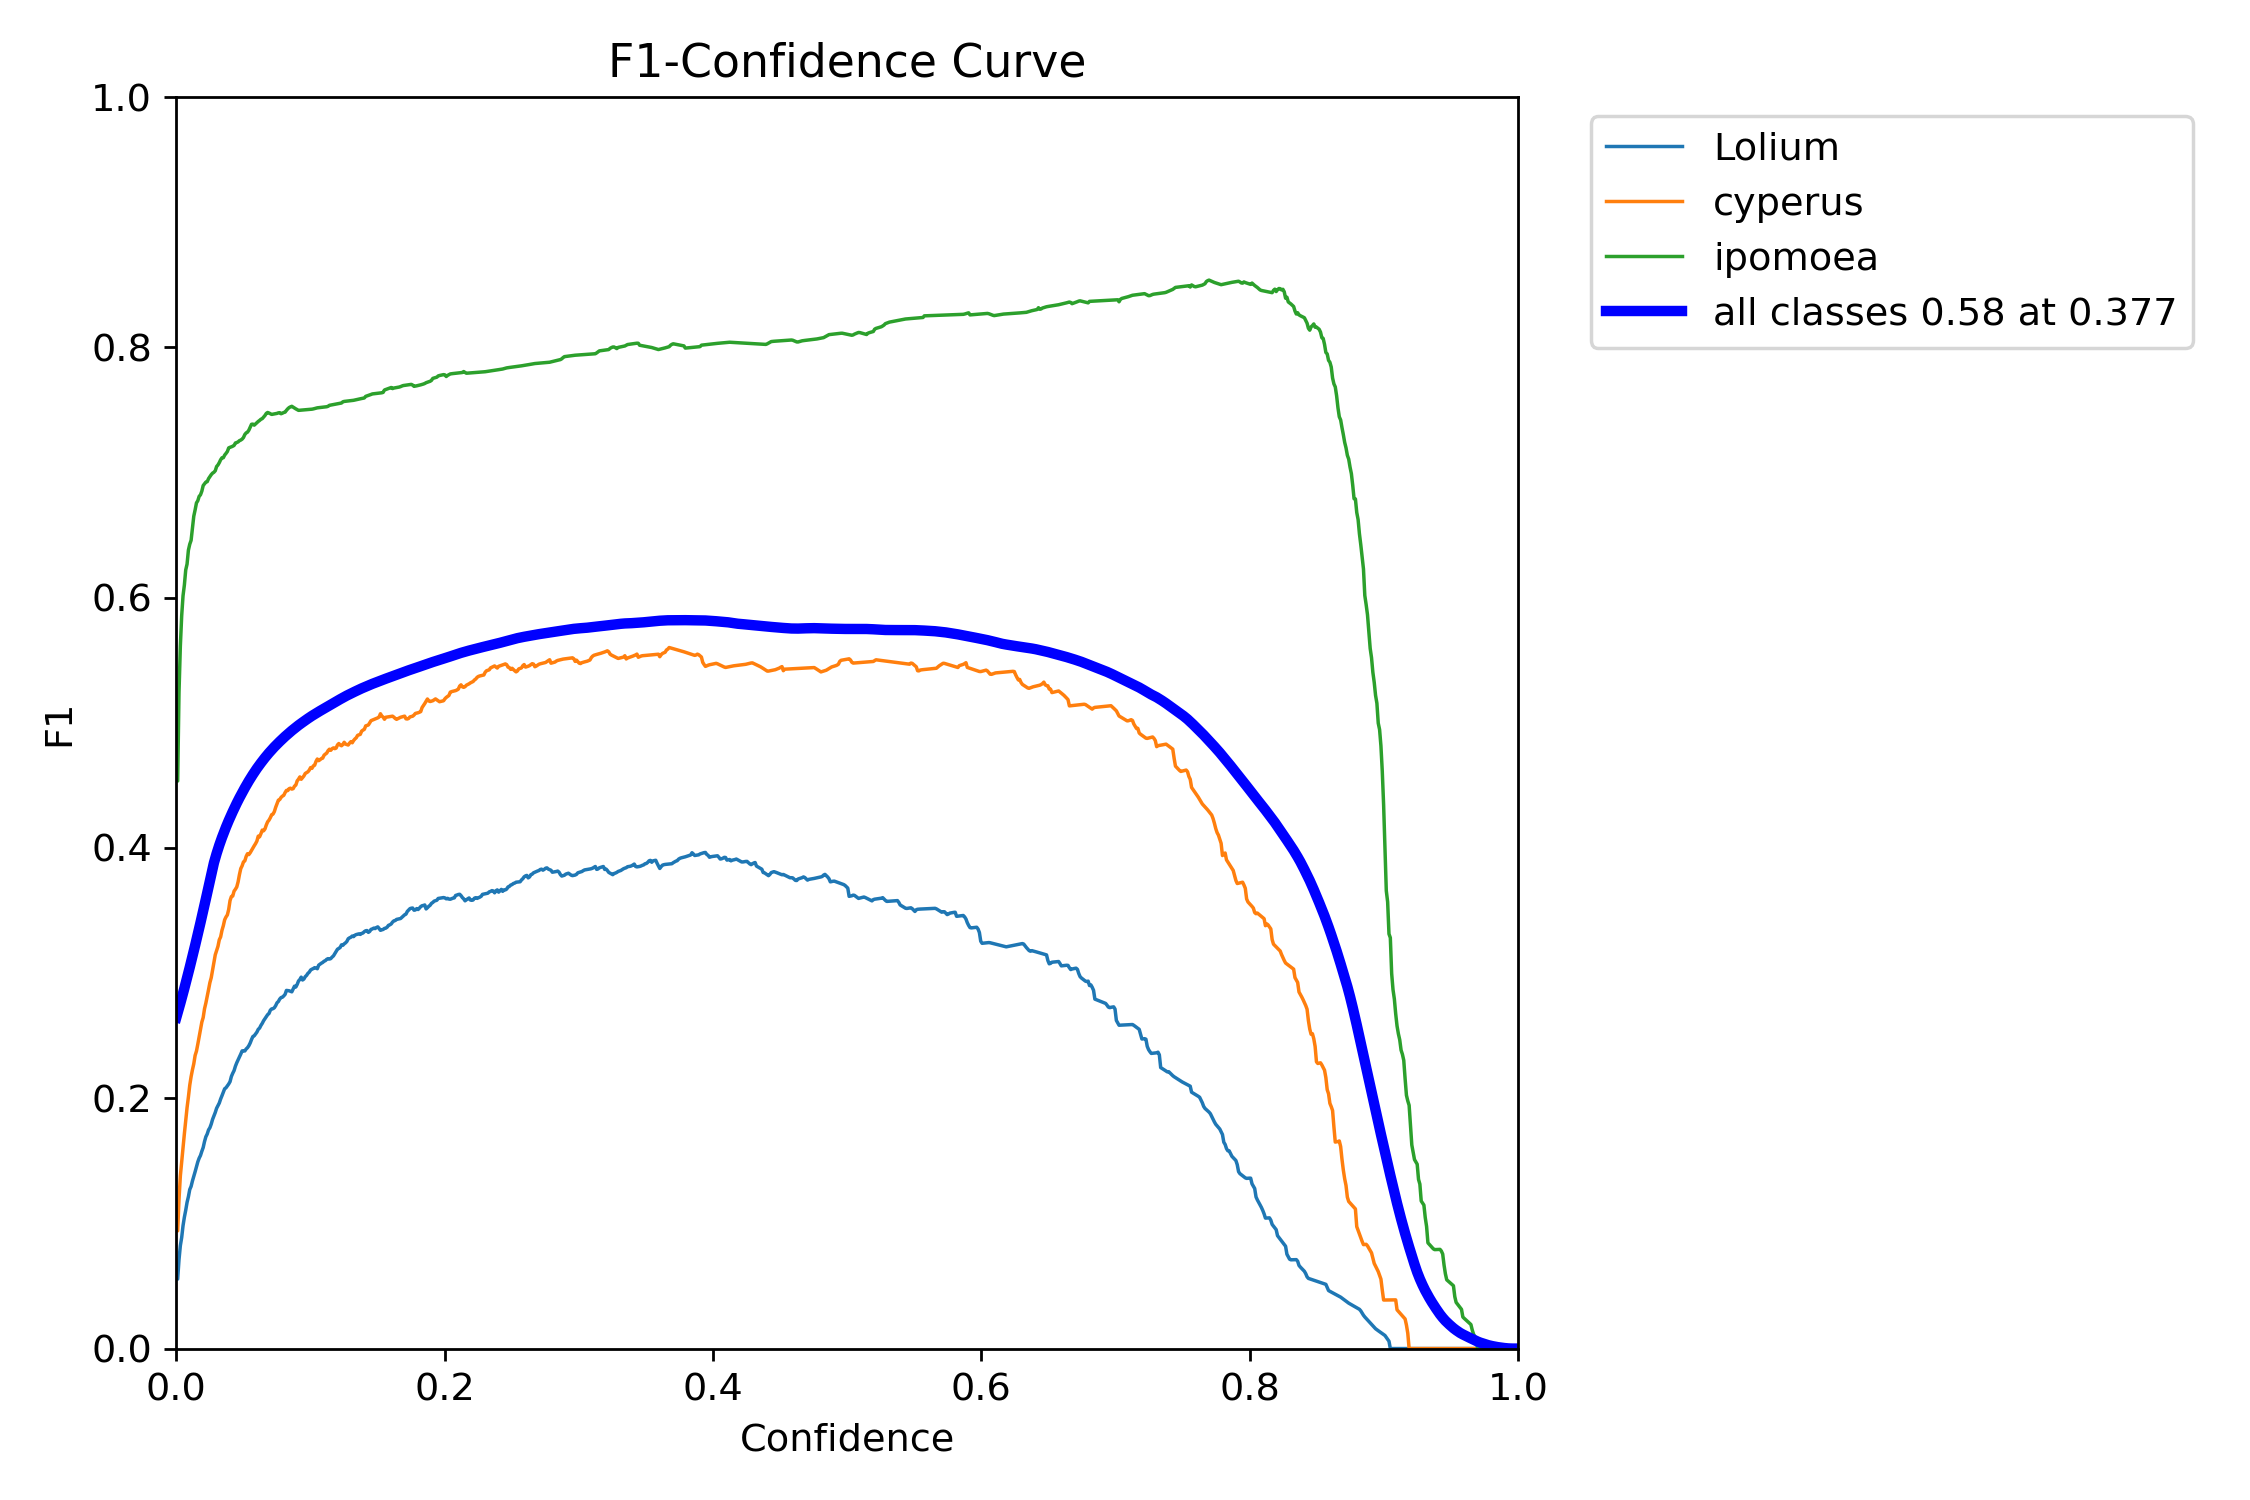 F1-Confidence Curve
1.0
0.8
0.6
0.4
0.2
0.0
F1
0.0 0.2 0.4 0.6 0.8 1.0
Confidence
Lolium
cyperus
ipomoea
all classes 0.58 at 0.377